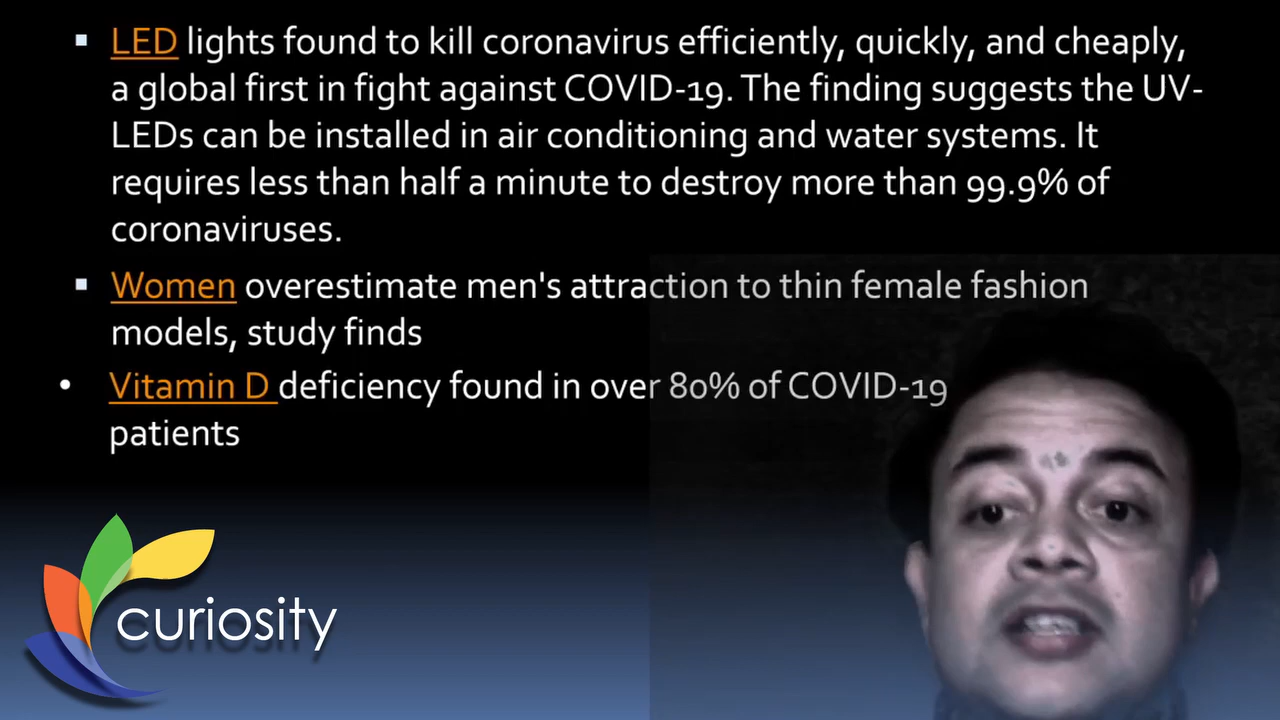 LED lights found to kill coronavirus efficiently, quickly, and cheaply,
a global first in fight against COVID-19. The finding suggests the UV-
LEDs can be installed in air conditioning and water systems. It
requires less than half a minute to destroy more than 99.9% of
coronaviruses.
Women overestimate men's attraction to thin female fashion
models, study finds
Vitamin D deficiency found in over 80% of COVID-19
patients
curiosity